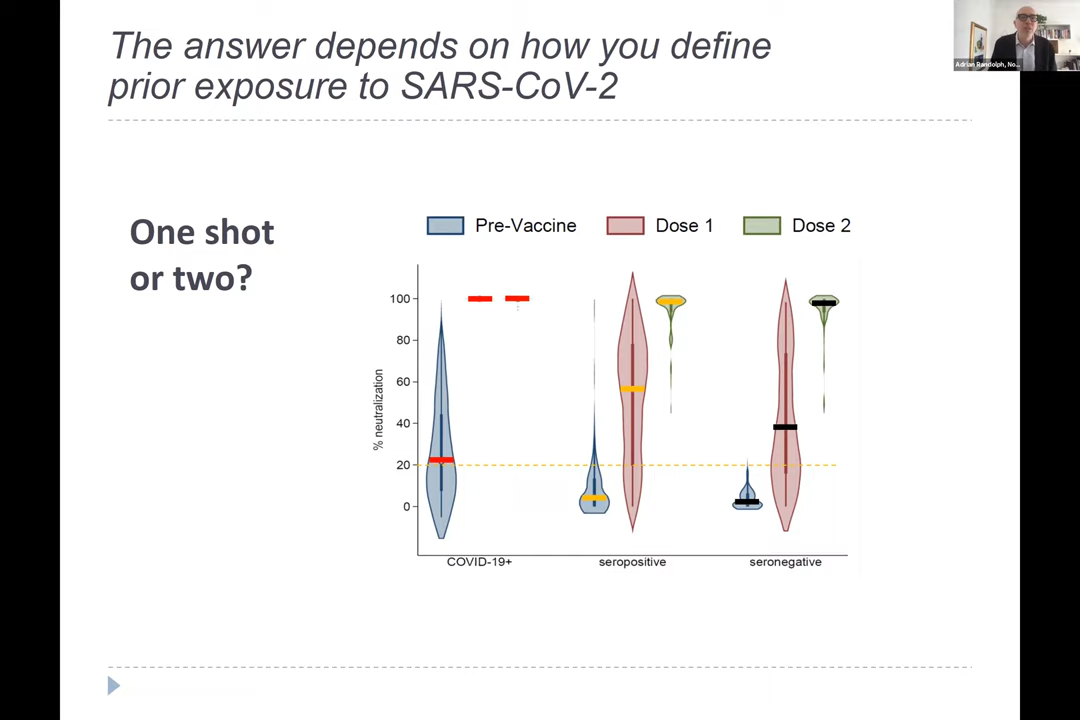 The answer depends on how you define
prior exposure to SARS-CoV-2
Adrian Randolph, No...
One shot
or two?
Pre-Vaccine
Dose 1
Dose 2
% neutralization
100
80
60
40
20
0
COVID-19+
seropositive
seronegative